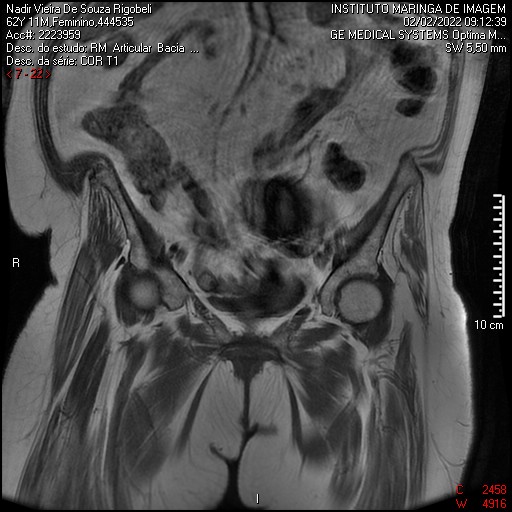 Nadir Vieira De Souza Rigobeli
62Y 11M,Feminino,444535
Acc#: 2223959
Desc. do estudo: RM Articular Bacia ...
Desc. da série: COR T1
< 7 - 22 >
INSTITUTO MARINGA DE IMAGEM
02/02/2022 09:12:39
GE MEDICAL SYSTEMS Optima M...
SW 5,50 mm
R
10 cm
I
C 2458
W 4916